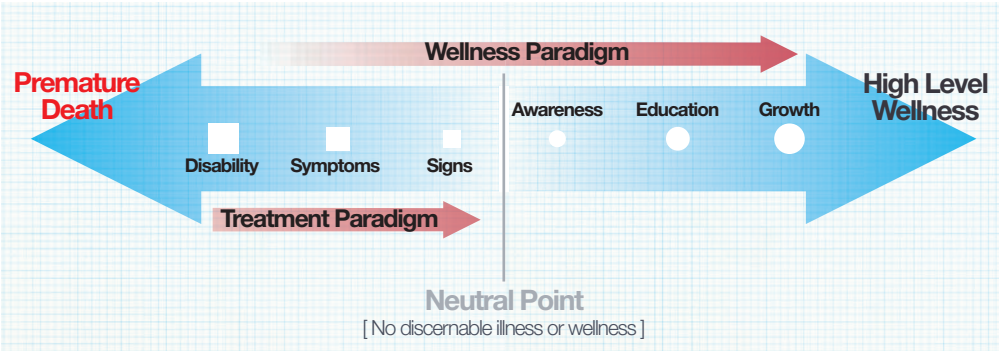 Wellness Paradigm
Premature
Death
High Level
Wellness
Awareness
Education
Growth
Disability
Symptoms
Signs
Treatment Paradigm
Neutral Point
[ No discernable illness or wellness ]